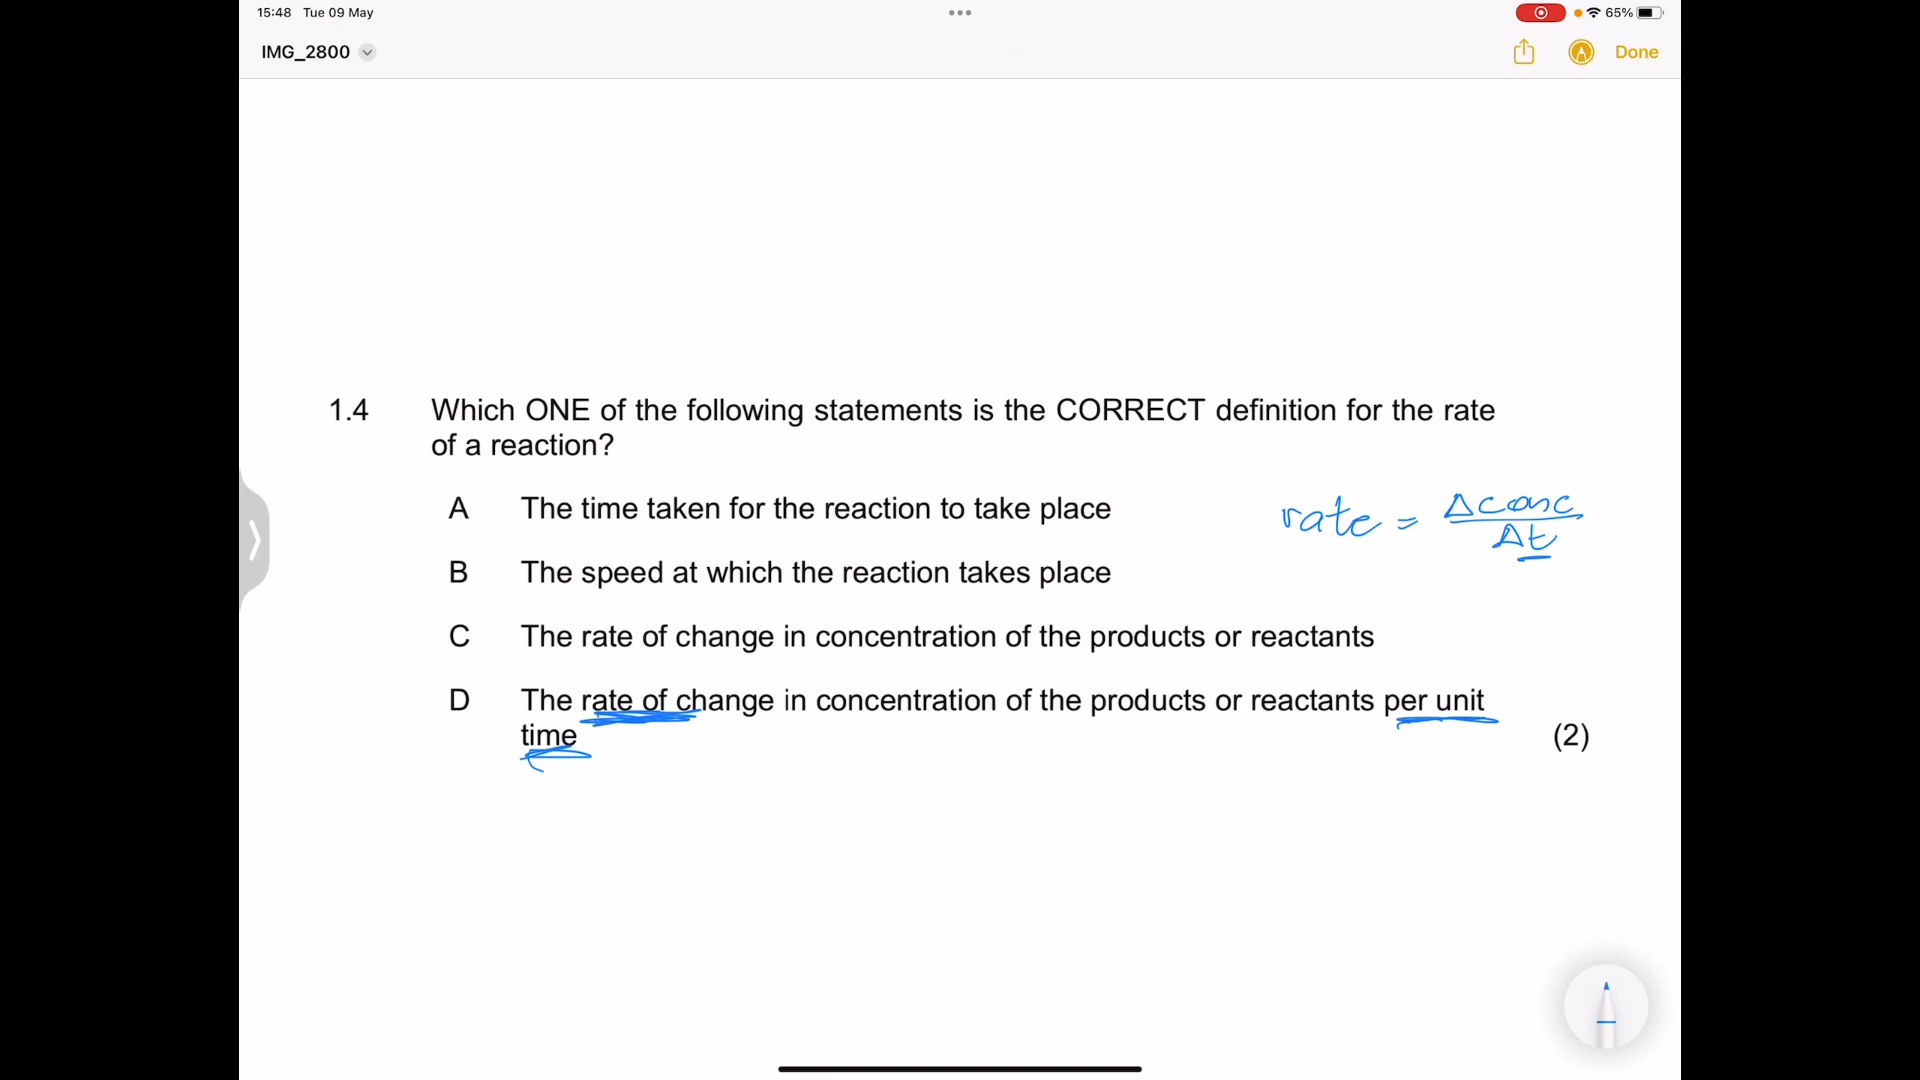 15:48 Tue 09 May
65%
IMG_2800
Done
1.4 Which ONE of the following statements is the CORRECT definition for the rate
of a reaction?
A The time taken for the reaction to take place
rate = Δconc
Δt
B The speed at which the reaction takes place
C The rate of change in concentration of the products or reactants
D The rate of change in concentration of the products or reactants per unit
time (2)